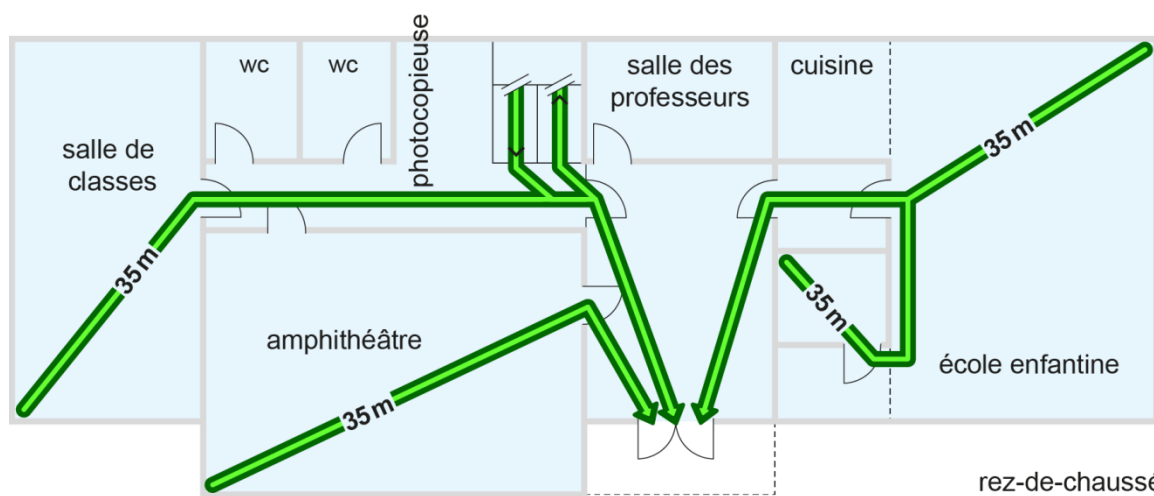 wc
wc
photocopieuse
salle des
professeurs
cuisine
35 m
salle de
classes
35 m
35 m
amphithéâtre
école enfantine
35 m
rez-de-chaussé